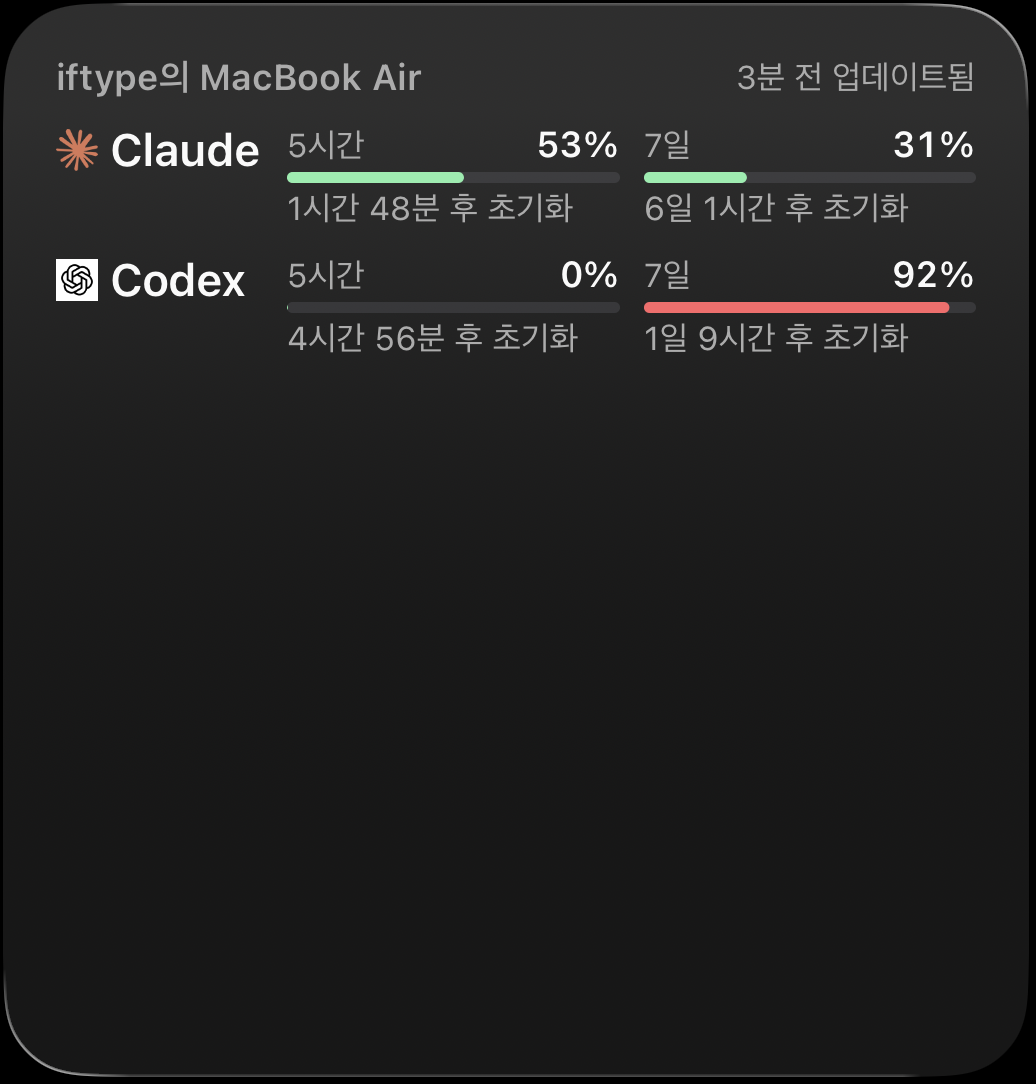 iftype의 MacBook Air 3분 전 업데이트됨
Claude 5시간 53% 7일 31%
1시간 48분 후 초기화 6일 1시간 후 초기화
Codex 5시간 0% 7일 92%
4시간 56분 후 초기화 1일 9시간 후 초기화